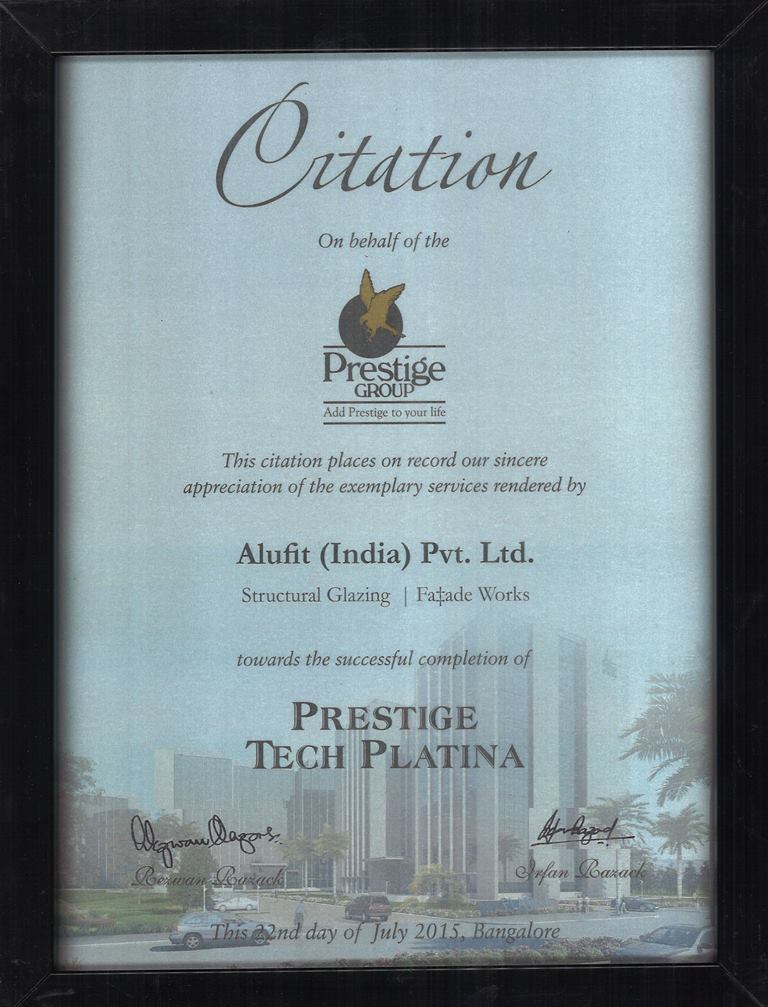 Citation
On behalf of the
Prestige
GROUP
Add Prestige to your life
This citation places on record our sincere
appreciation of the exemplary services rendered by
Alufit (India) Pvt. Ltd.
Structural Glazing | Fa‡ade Works
towards the successful completion of
PRESTIGE
TECH PLATINA
Rezwan Razack Irfan Razack
This 22nd day of July 2015, Bangalore